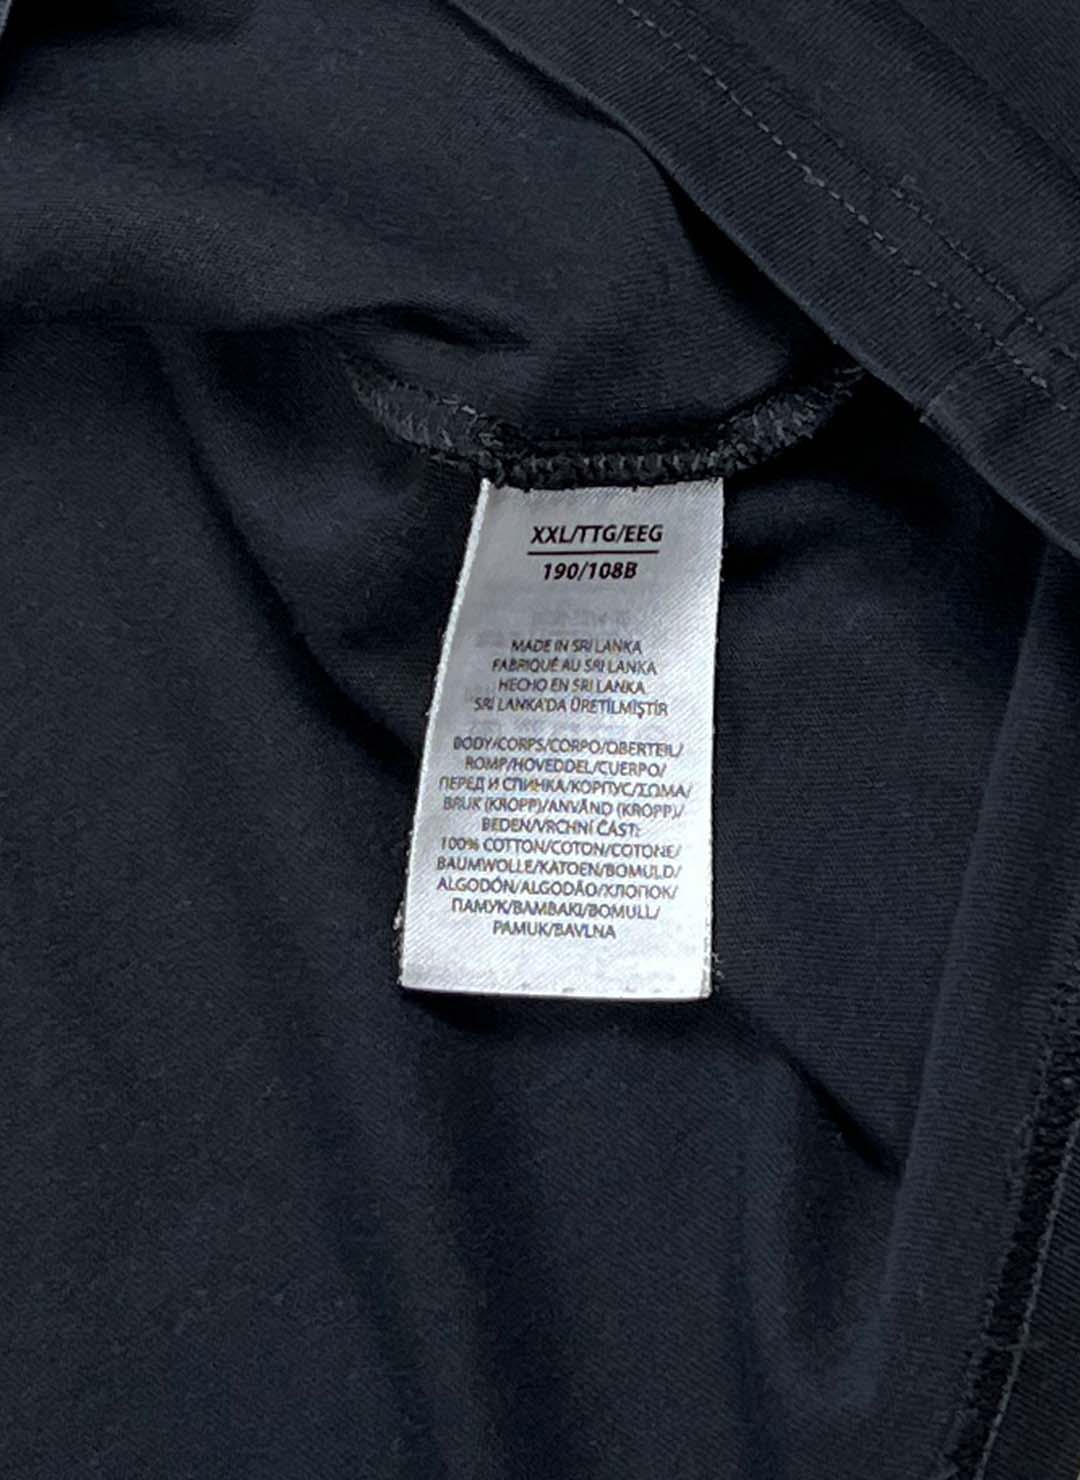 XXL/TTG/EEG
190/108B
MADE IN SRI LANKA
FABRIQUÉ AU SRI LANKA
HECHO EN SRI LANKA
SRI LANKA'DA ÜRETİLMİŞTİR
BODY/CORPS/CORPO/OBERTEIL/
ROMP/HOVEDDEL/CUERPO/
ПЕРЕД И СПИНКА/КОРПУС/ΣΩΜΑ/
BRUK (KROPP)/ANVÄND (KROPP)/
BEDEN/VRCHNÍ ČÁST:
100% COTTON/COTON/COTONE/
BAUMWOLLE/KATOEN/BOMULD/
ALGODÓN/ALGODÃO/ХЛОПОК/
ПАМУК/BAMBAKI/BOMULL/
PAMUK/BAVLNA